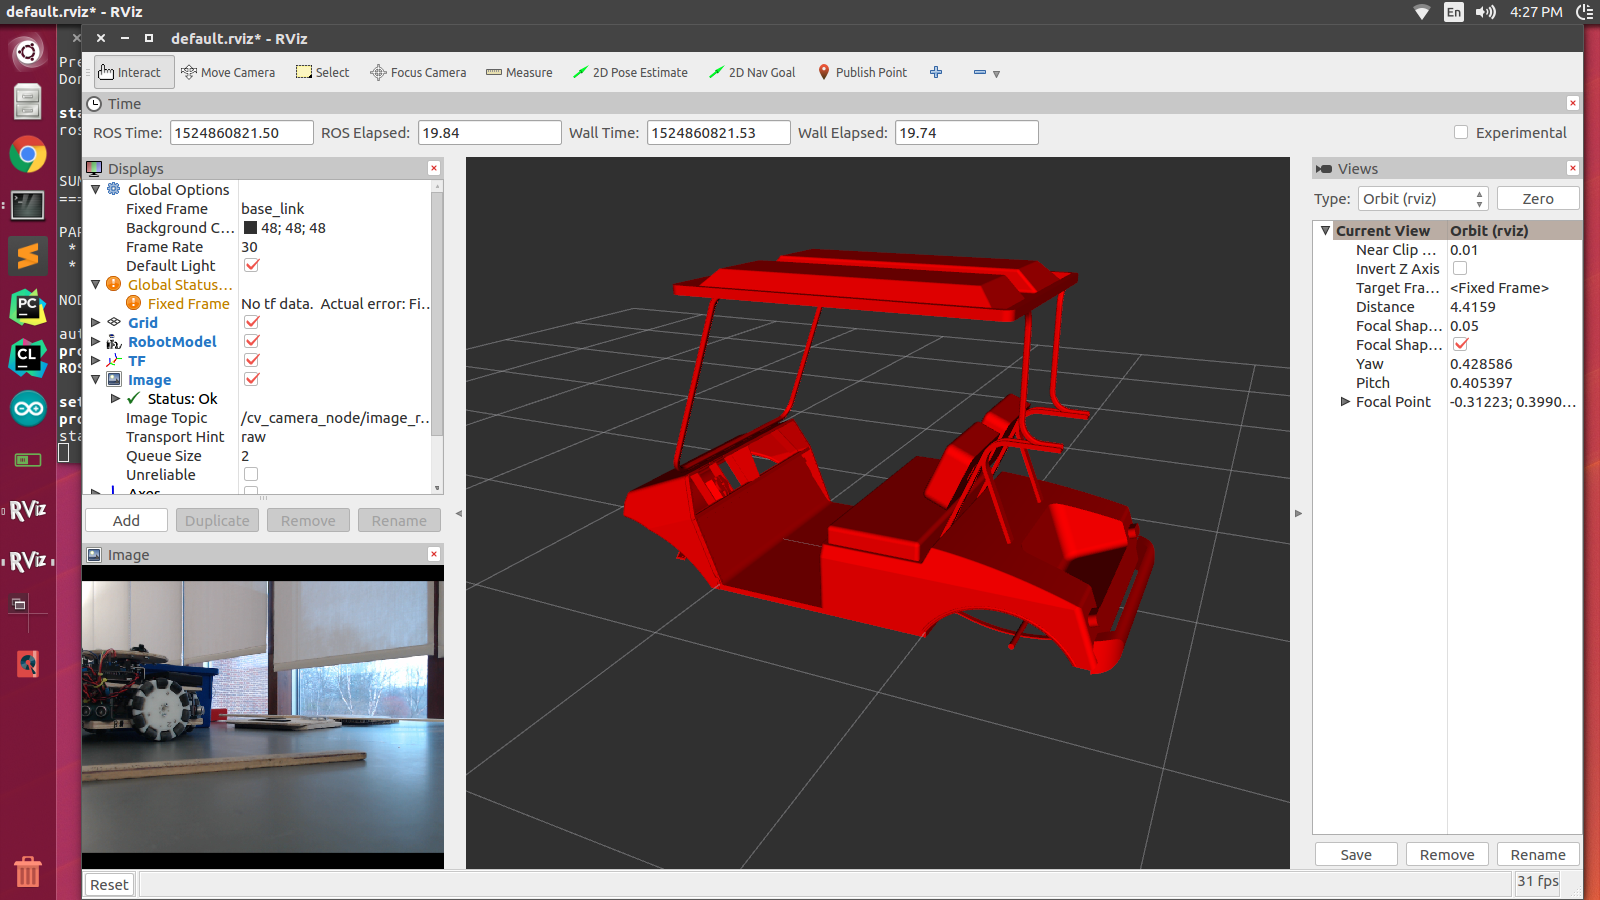 default.rviz* - RViz
En 4:27 PM
default.rviz* - RViz
Interact Move Camera Select Focus Camera Measure 2D Pose Estimate 2D Nav Goal Publish Point
Time
ROS Time: 1524860821.50 ROS Elapsed: 19.84 Wall Time: 1524860821.53 Wall Elapsed: 19.74 Experimental
Displays
Global Options
Fixed Frame base_link
Background C... 48; 48; 48
Frame Rate 30
Default Light
Global Status...
Fixed Frame No tf data.  Actual error: Fi...
Grid
RobotModel
TF
Image
Status: Ok
Image Topic /cv_camera_node/image_r...
Transport Hint raw
Queue Size 2
Unreliable
Axes
Add Duplicate Remove Rename
Image
Views
Type: Orbit (rviz) Zero
Current View Orbit (rviz)
Near Clip ... 0.01
Invert Z Axis
Target Fra... <Fixed Frame>
Distance 4.4159
Focal Shap... 0.05
Focal Shap...
Yaw 0.428586
Pitch 0.405397
Focal Point -0.31223; 0.3990...
Save Remove Rename
Reset
31 fps
Pre
Dor
sta
ros
SUM
===
PAR
*
*
NOD
aut
pro
ROS
set
pro
sta
PC
CL
RViz
RViz